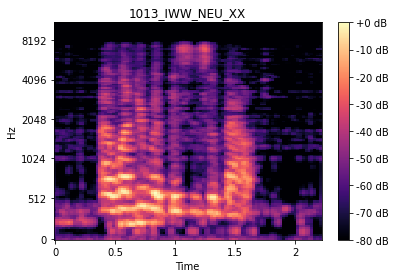 1013_IWW_NEU_XX
+0 dB
8192
-10 dB
4096
-20 dB
-30 dB
2048
Hz
-40 dB
1024
-50 dB
512
-60 dB
-70 dB
0
-80 dB
0
0.5
1
1.5
2
Time